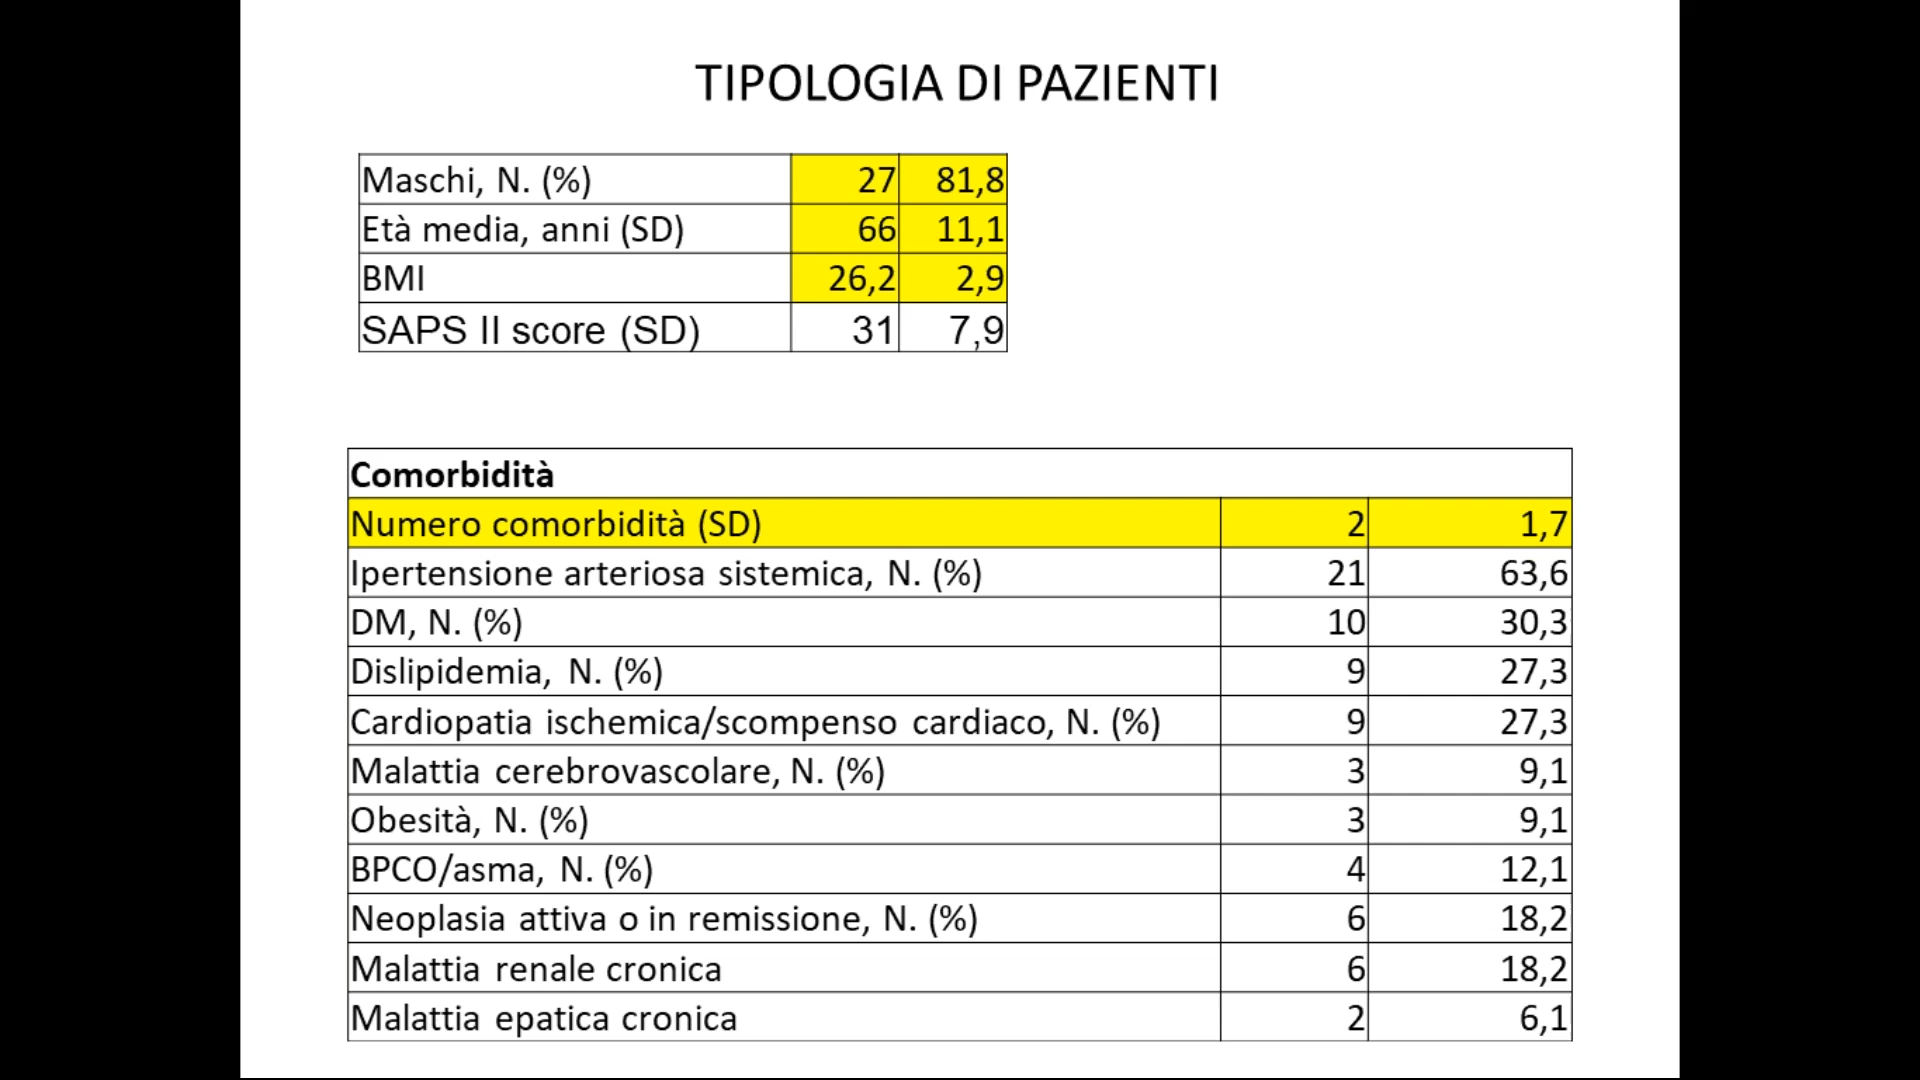 TIPOLOGIA DI PAZIENTI
Maschi, N. (%) 27 81,8
Età media, anni (SD) 66 11,1
BMI 26,2 2,9
SAPS II score (SD) 31 7,9
Comorbidità
Numero comorbidità (SD) 2 1,7
Ipertensione arteriosa sistemica, N. (%) 21 63,6
DM, N. (%) 10 30,3
Dislipidemia, N. (%) 9 27,3
Cardiopatia ischemica/scompenso cardiaco, N. (%) 9 27,3
Malattia cerebrovascolare, N. (%) 3 9,1
Obesità, N. (%) 3 9,1
BPCO/asma, N. (%) 4 12,1
Neoplasia attiva o in remissione, N. (%) 6 18,2
Malattia renale cronica 6 18,2
Malattia epatica cronica 2 6,1